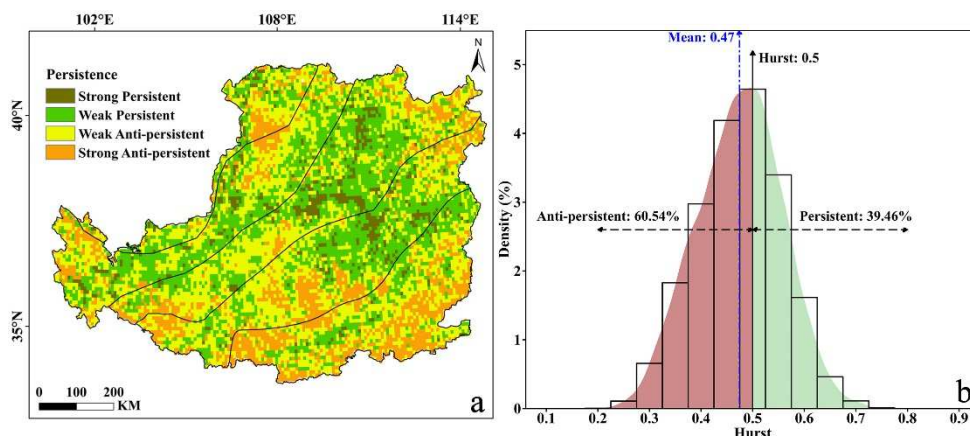 102°E
108°E
114°E
40°N
35°N
N
Persistence
Strong Persistent
Weak Persistent
Weak Anti-persistent
Strong Anti-persistent
0 100 200
KM
a
Mean: 0.47
Hurst: 0.5
Anti-persistent: 60.54%
Persistent: 39.46%
Density (%)
5
4
3
2
1
0
0.1 0.2 0.3 0.4 0.5 0.6 0.7 0.8 0.9
Hurst
b